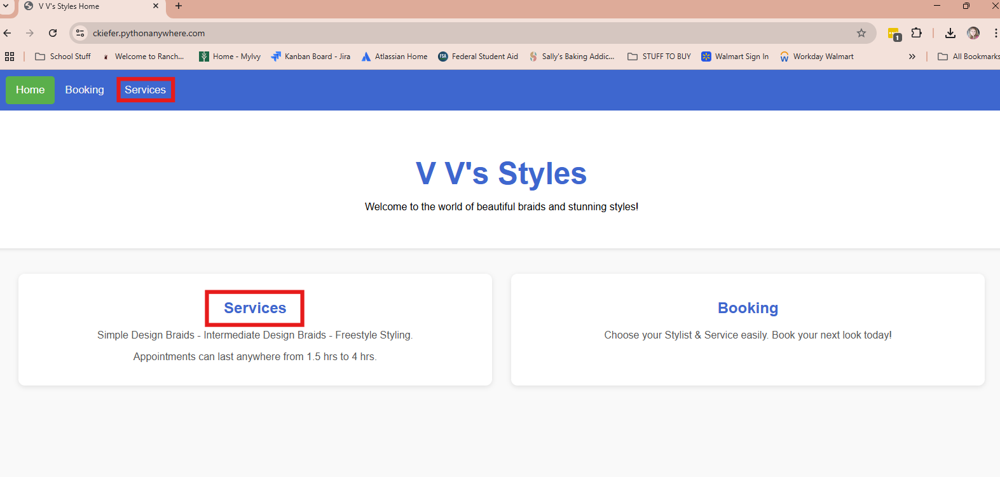 V V's Styles Home
ckiefer.pythonanywhere.com
1
School Stuff
Welcome to Ranch...
Home - MyIvy
Kanban Board - Jira
Atlassian Home
FSA
Federal Student Aid
Sally's Baking Addic...
STUFF TO BUY
Walmart Sign In
Workday Walmart
All Bookmarks
Home
Booking
Services
V V's Styles
Welcome to the world of beautiful braids and stunning styles!
Services
Simple Design Braids - Intermediate Design Braids - Freestyle Styling.
Appointments can last anywhere from 1.5 hrs to 4 hrs.
Booking
Choose your Stylist & Service easily. Book your next look today!